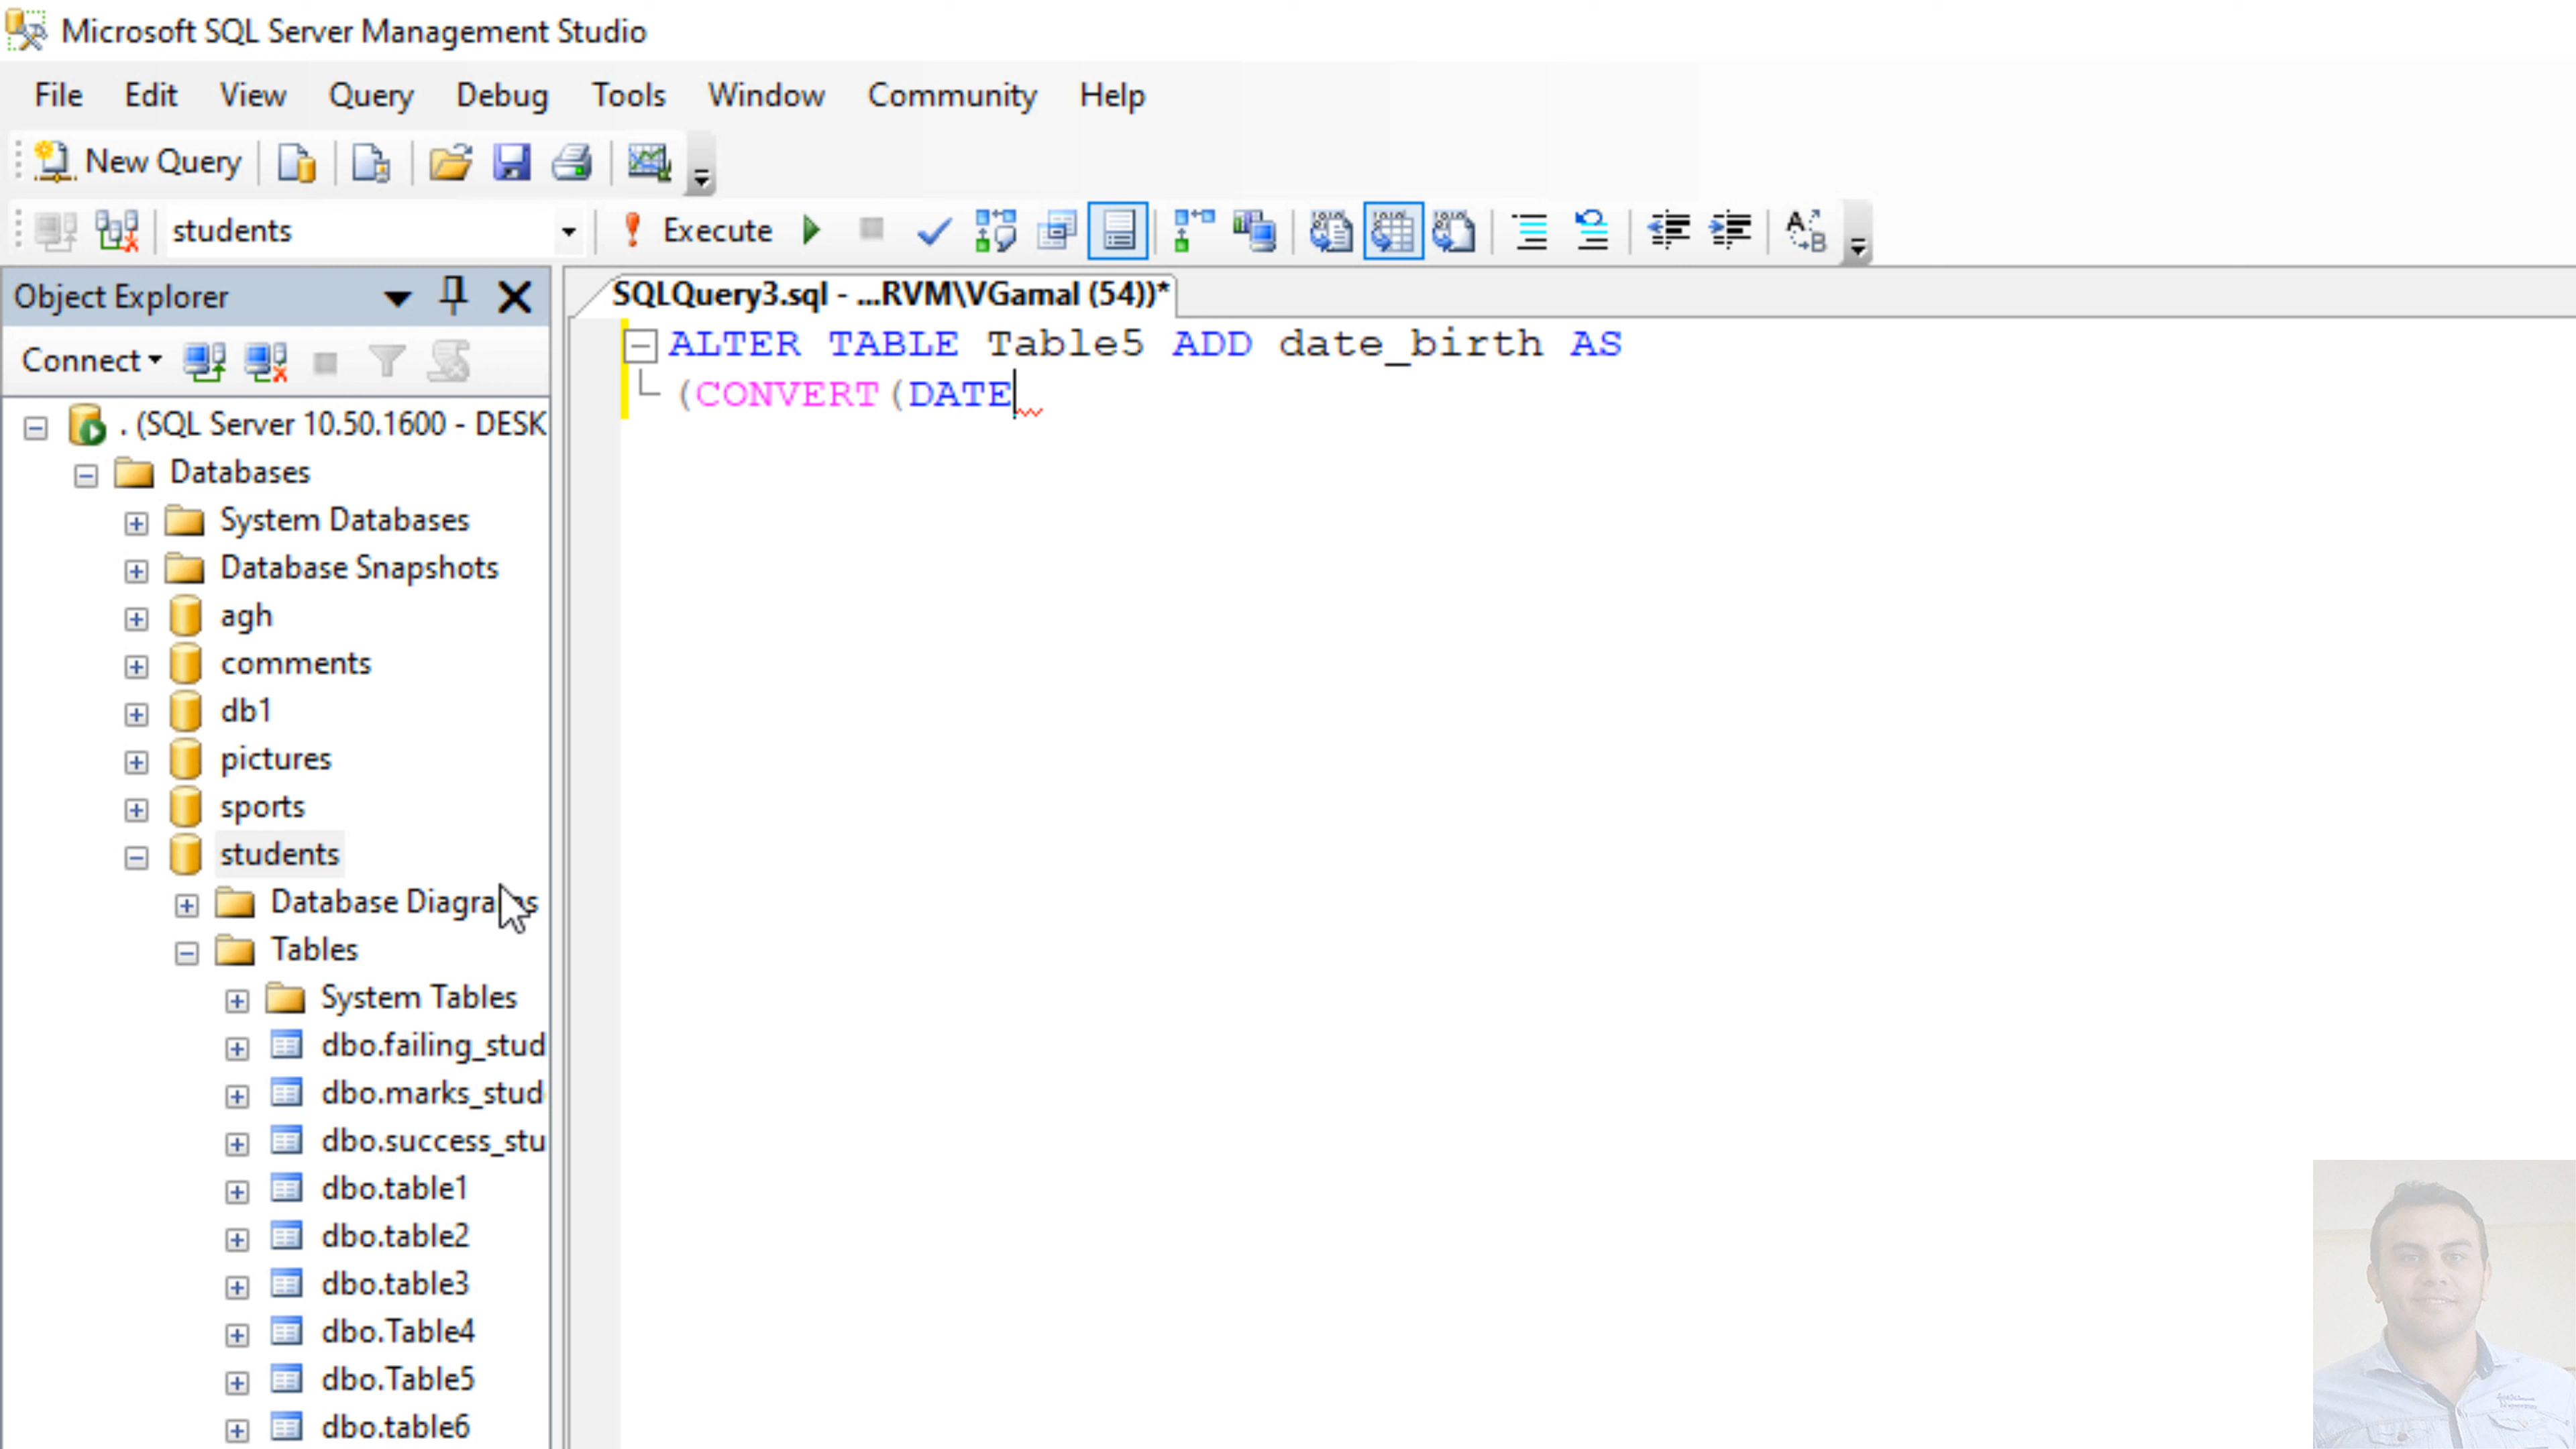 Microsoft SQL Server Management Studio
File Edit View Query Debug Tools Window Community Help
New Query
students Execute
Object Explorer
SQLQuery3.sql - ...RVM\VGamal (54))*
ALTER TABLE Table5 ADD date_birth AS
(CONVERT(DATE
Connect
. (SQL Server 10.50.1600 - DESK
Databases
System Databases
Database Snapshots
agh
comments
db1
pictures
sports
students
Database Diagrams
Tables
System Tables
dbo.failing_stud
dbo.marks_stud
dbo.success_stu
dbo.table1
dbo.table2
dbo.table3
dbo.Table4
dbo.Table5
dbo.table6